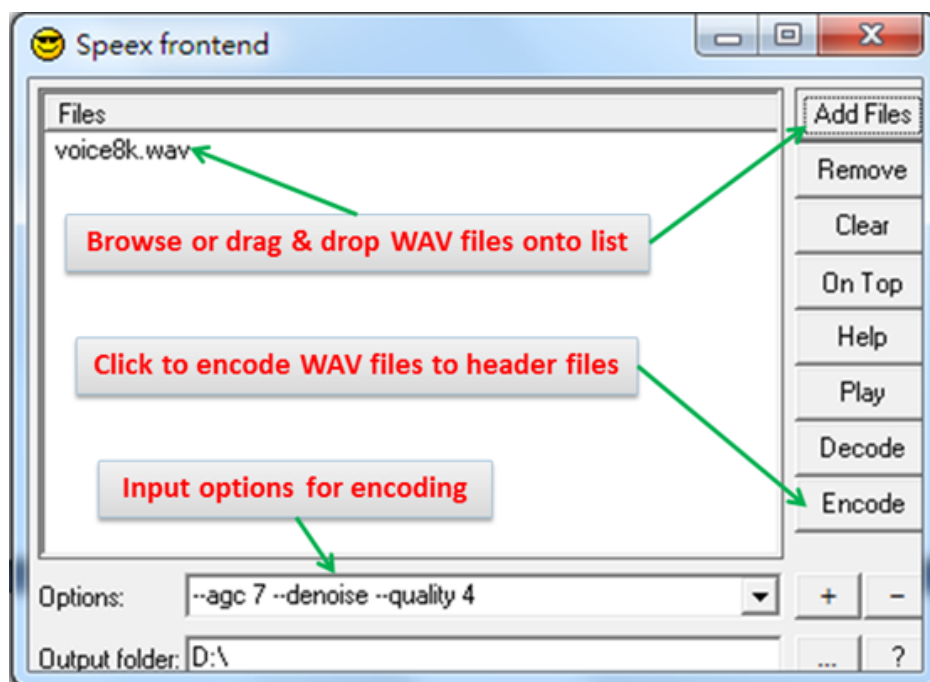 Speex frontend
Files
Add Files
voice8k.wav
Remove
Browse or drag & drop WAV files onto list
Clear
On Top
Help
Click to encode WAV files to header files
Play
Decode
Input options for encoding
Encode
Options: --agc 7 --denoise --quality 4 + -
Output folder: D:\ ... ?